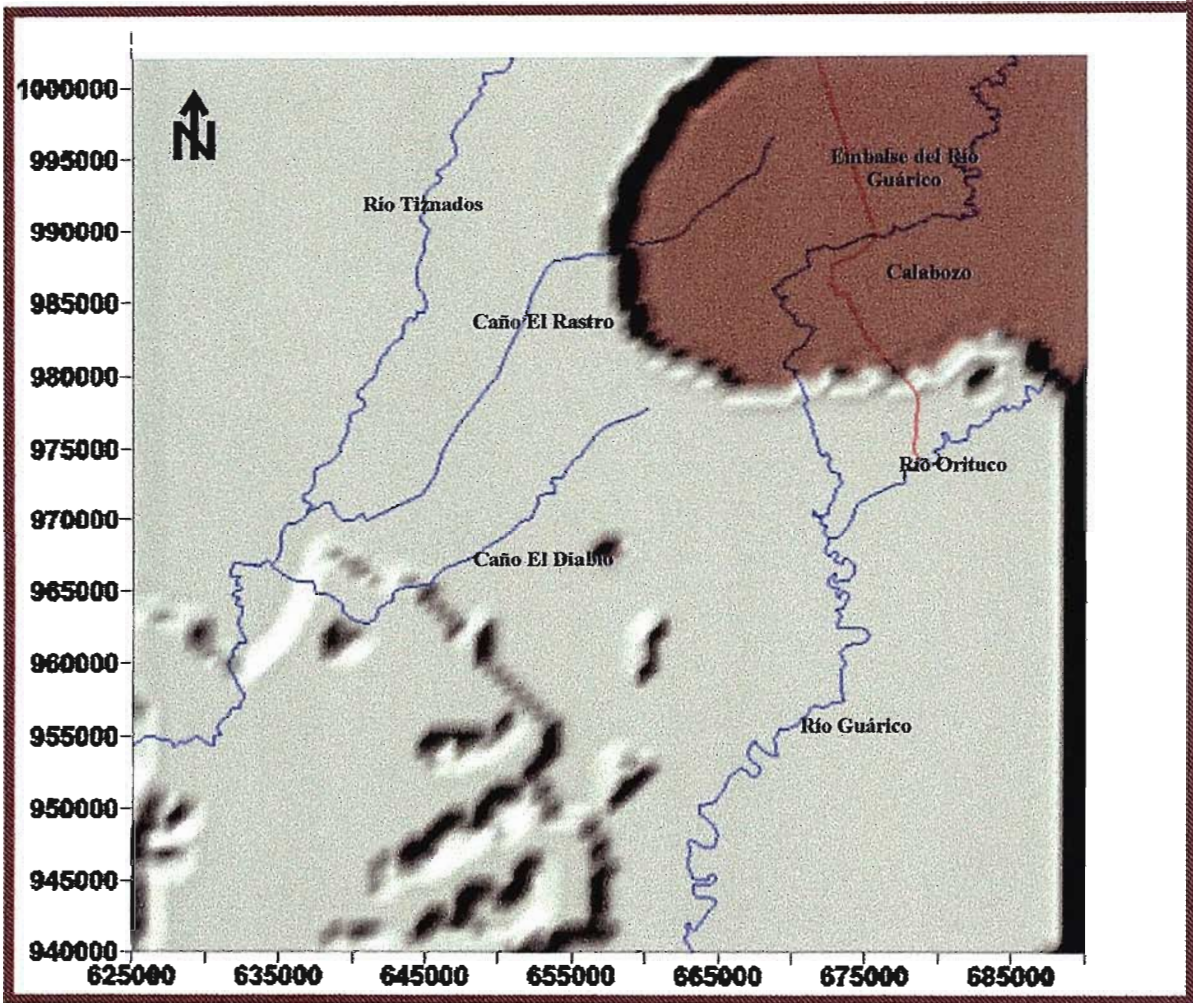 1000000
N
995000
Embalse del Río
Guárico
Río Tiznados
990000
Calabozo
985000
Caño El Rastro
980000
975000
Río Orituco
970000
Caño El Diablo
965000
960000
955000
Río Guárico
950000
945000
940000
625000 635000 645000 655000 665000 675000 685000